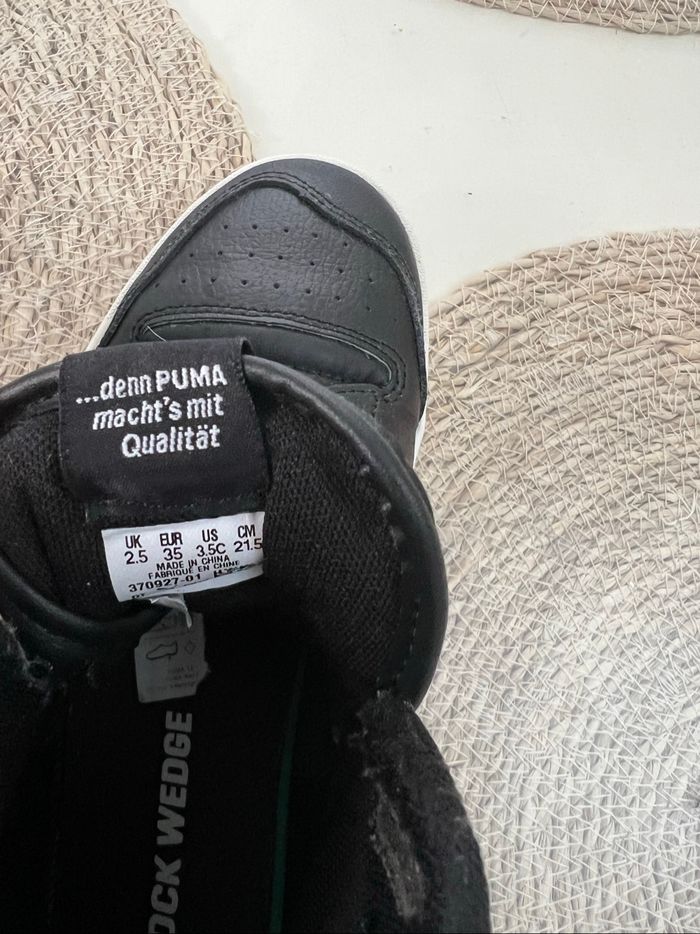 ...denn PUMA
macht's mit
Qualität
UK EUR US CM
2.5 35 3.5C 21.5
MADE IN CHINA
FABRIQUE EN CHINE
370927-01
OCK WEDGE